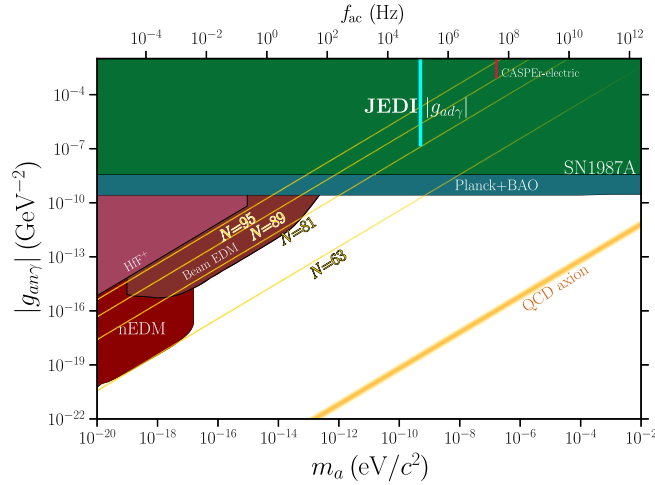 f_ac (Hz)
10^−4 10^−2 10^0 10^2 10^4 10^6 10^8 10^10 10^12
10^−4
10^−7
10^−10
10^−13
10^−16
10^−19
10^−22
|g_anγ| (GeV^−2)
CASPEr-electric
JEDI |g_adγ|
SN1987A
Planck+BAO
N=95
N=89
N=81
N=63
HfF^+
Beam EDM
nEDM
QCD axion
10^−20 10^−18 10^−16 10^−14 10^−12 10^−10 10^−8 10^−6 10^−4 10^−2
m_a (eV/c^2)